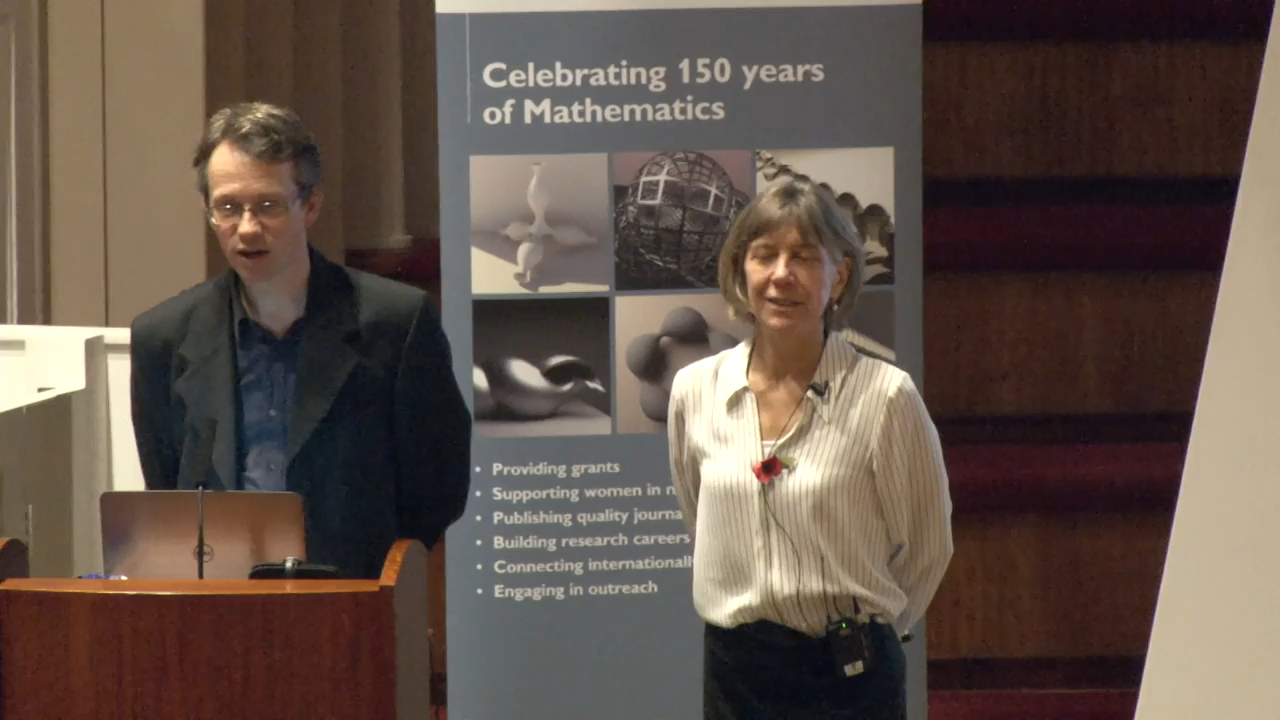 Celebrating 150 years
of Mathematics
• Providing grants
• Supporting women in
• Publishing quality
• Building research careers
• Connecting
• Engaging in outreach
DELL